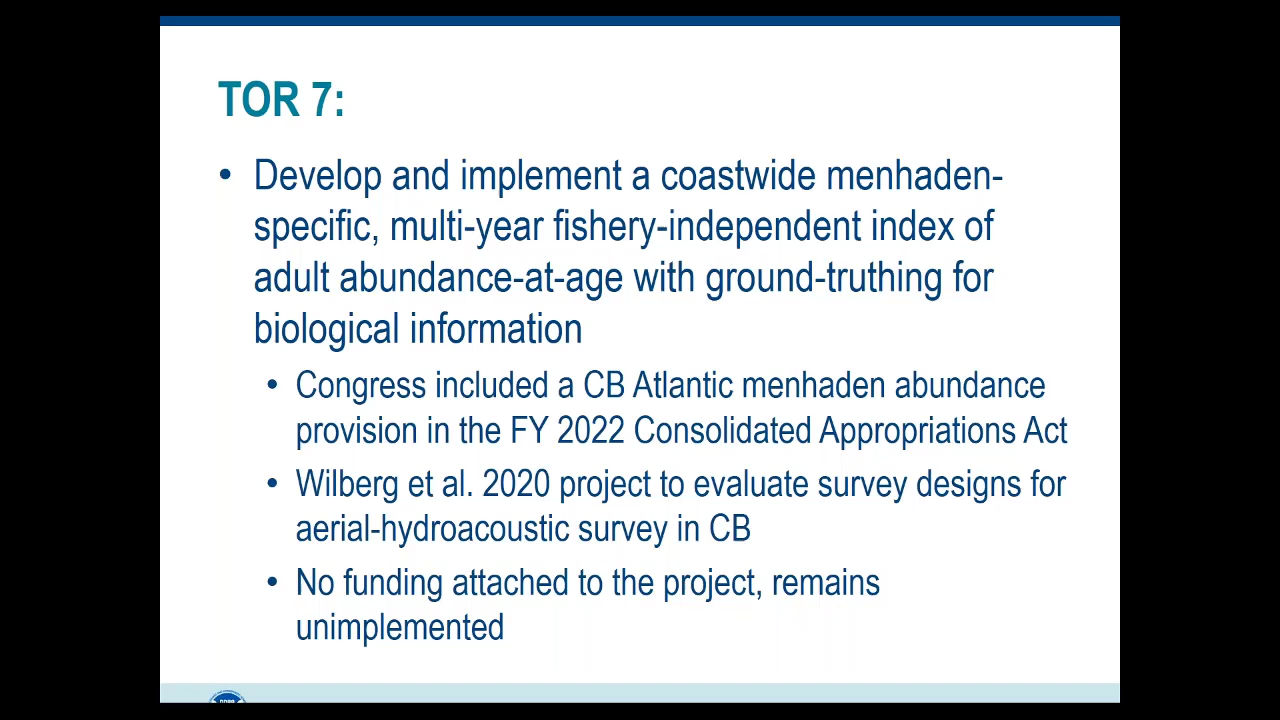 TOR 7:
• Develop and implement a coastwide menhaden-
specific, multi-year fishery-independent index of
adult abundance-at-age with ground-truthing for
biological information
• Congress included a CB Atlantic menhaden abundance
provision in the FY 2022 Consolidated Appropriations Act
• Wilberg et al. 2020 project to evaluate survey designs for
aerial-hydroacoustic survey in CB
• No funding attached to the project, remains
unimplemented